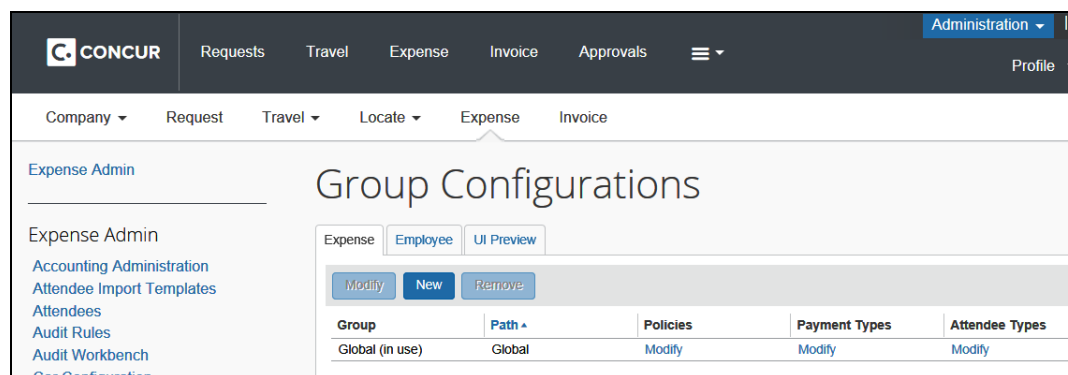 Administration
C. CONCUR Requests Travel Expense Invoice Approvals
Profile
Company Request Travel Locate Expense Invoice
Expense Admin
Group Configurations
Expense Admin
Expense Employee UI Preview
Accounting Administration
Attendee Import Templates
Modify New Remove
Attendees
Audit Rules
Group Path Policies Payment Types Attendee Types
Audit Workbench
Global (in use) Global Modify Modify Modify
Car Configuration